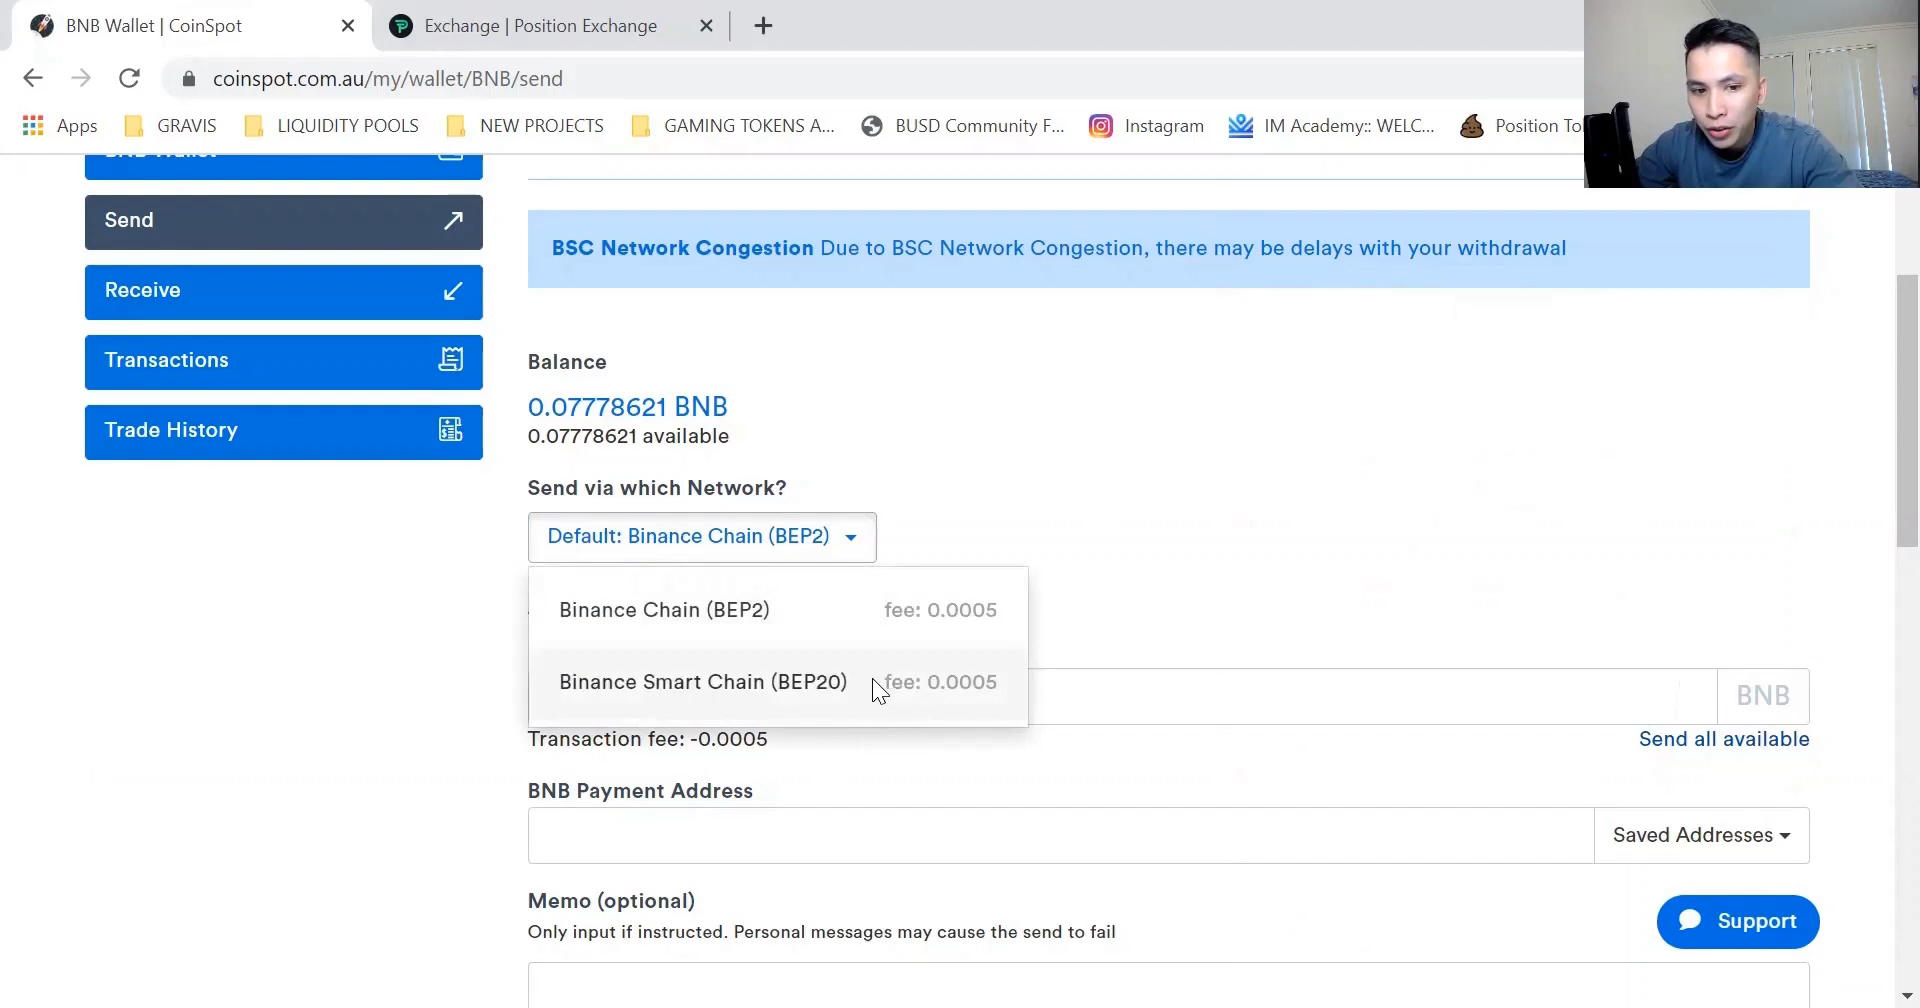 BNB Wallet | CoinSpot
Exchange | Position Exchange
coinspot.com.au/my/wallet/BNB/send
Apps
GRAVIS
LIQUIDITY POOLS
NEW PROJECTS
GAMING TOKENS A...
BUSD Community F...
Instagram
IM Academy:: WELC...
Position To
BNB Wallet
Send
Receive
Transactions
Trade History
BSC Network Congestion Due to BSC Network Congestion, there may be delays with your withdrawal
Balance
0.07778621 BNB
0.07778621 available
Send via which Network?
Default: Binance Chain (BEP2)
Binance Chain (BEP2) fee: 0.0005
Binance Smart Chain (BEP20) fee: 0.0005
BNB
Transaction fee: -0.0005
Send all available
BNB Payment Address
Saved Addresses
Memo (optional)
Only input if instructed. Personal messages may cause the send to fail
Support